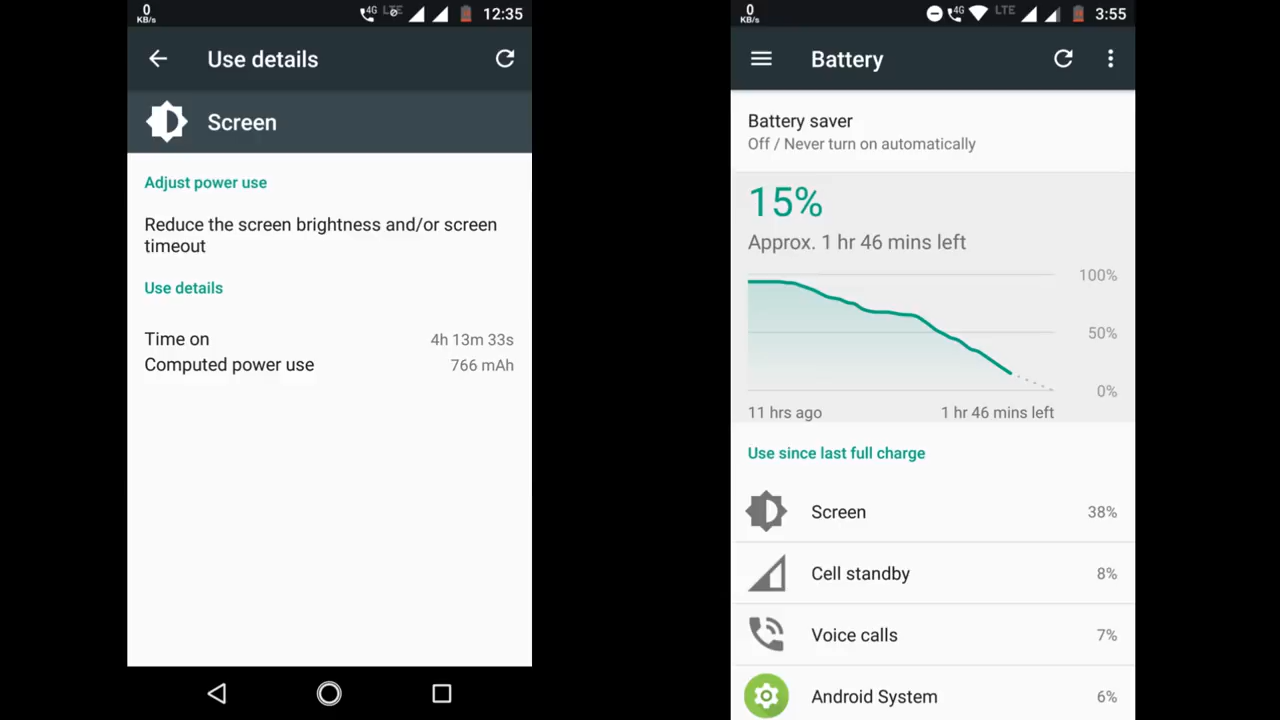 0
KB/s
4G
LTE
12:35
Use details
Screen
Adjust power use
Reduce the screen brightness and/or screen
timeout
Use details
Time on 4h 13m 33s
Computed power use 766 mAh
0
KB/s
4G
LTE
3:55
Battery
Battery saver
Off / Never turn on automatically
15%
Approx. 1 hr 46 mins left
100%
50%
0%
11 hrs ago 1 hr 46 mins left
Use since last full charge
Screen 38%
Cell standby 8%
Voice calls 7%
Android System 6%